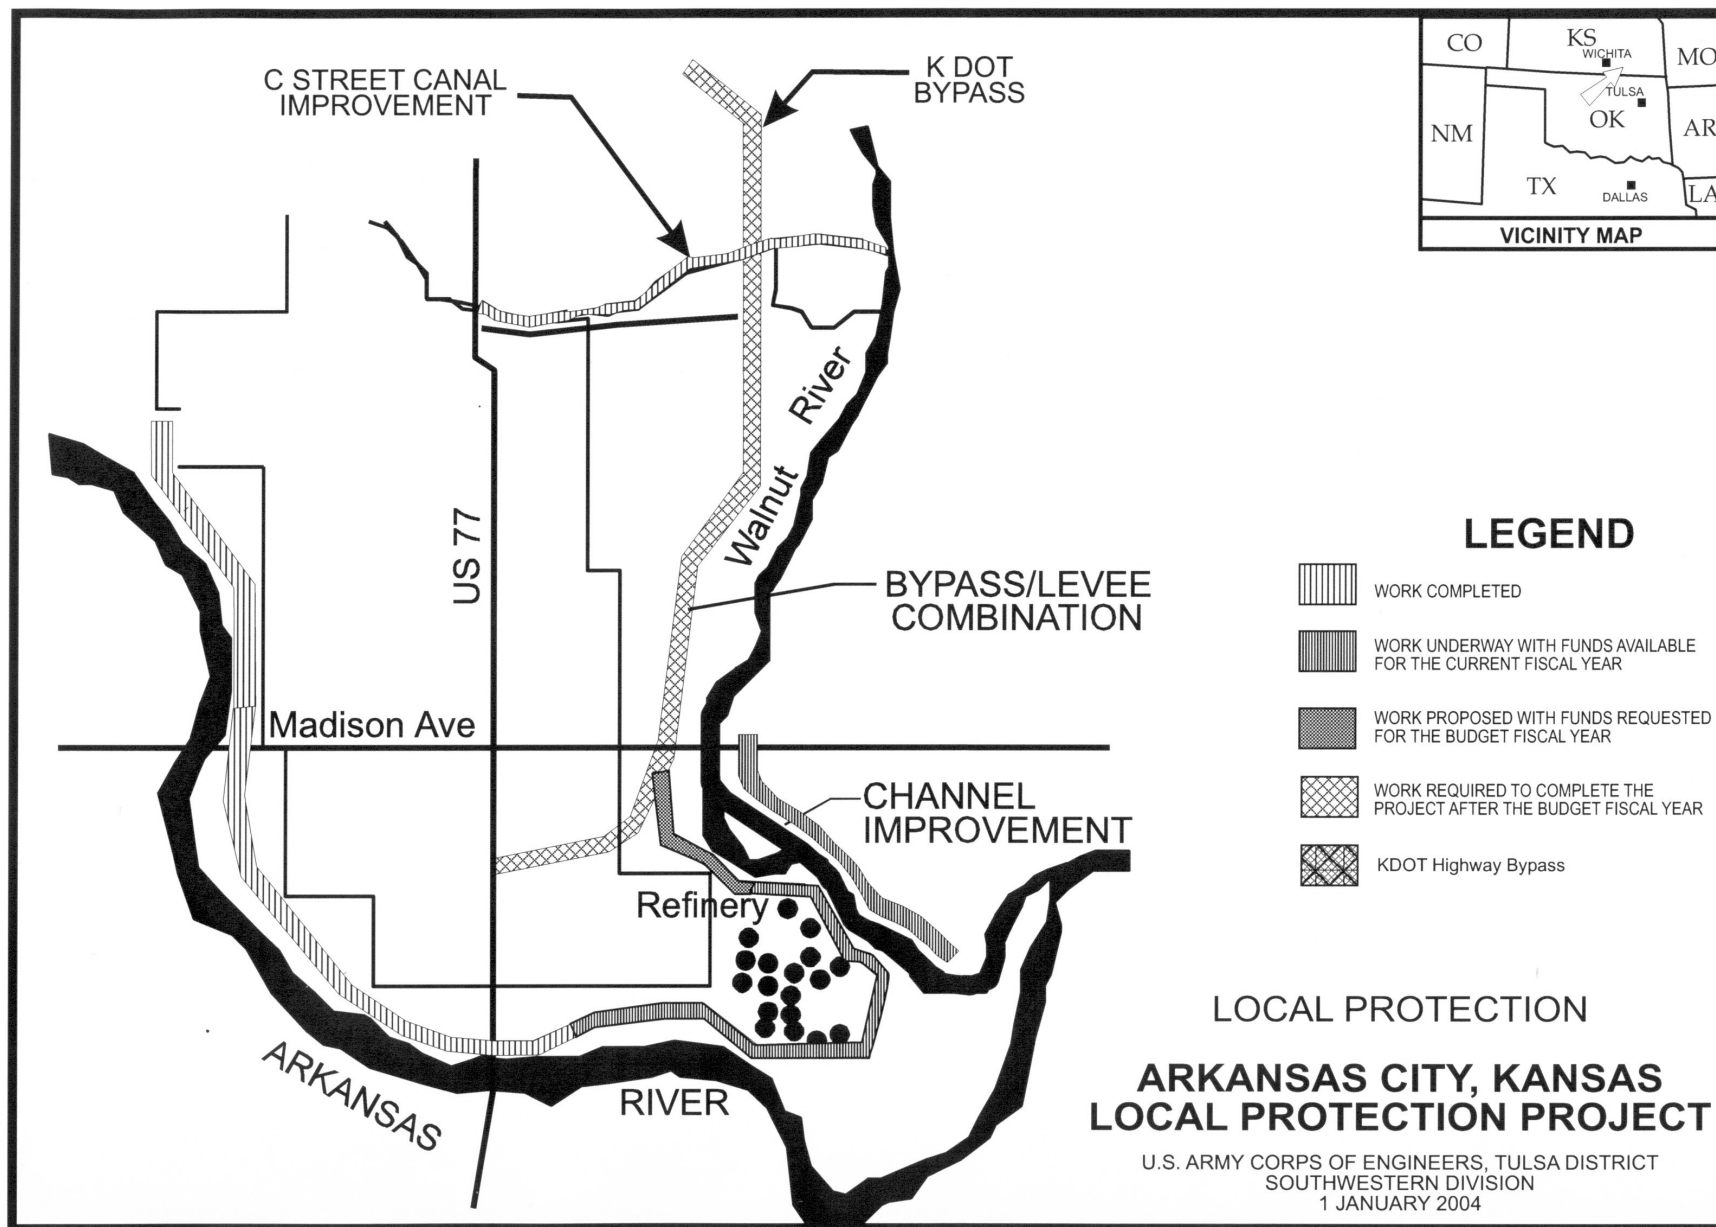 C STREET CANAL
IMPROVEMENT
K DOT
BYPASS
CO
KS
MO
WICHITA
TULSA
OK
NM
AR
TX
DALLAS
LA
VICINITY MAP
River
Walnut
US 77
BYPASS/LEVEE
COMBINATION
Madison Ave
CHANNEL
IMPROVEMENT
Refinery
ARKANSAS
RIVER
LEGEND
WORK COMPLETED
WORK UNDERWAY WITH FUNDS AVAILABLE
FOR THE CURRENT FISCAL YEAR
WORK PROPOSED WITH FUNDS REQUESTED
FOR THE BUDGET FISCAL YEAR
WORK REQUIRED TO COMPLETE THE
PROJECT AFTER THE BUDGET FISCAL YEAR
KDOT Highway Bypass
LOCAL PROTECTION
ARKANSAS CITY, KANSAS
LOCAL PROTECTION PROJECT
U.S. ARMY CORPS OF ENGINEERS, TULSA DISTRICT
SOUTHWESTERN DIVISION
1 JANUARY 2004